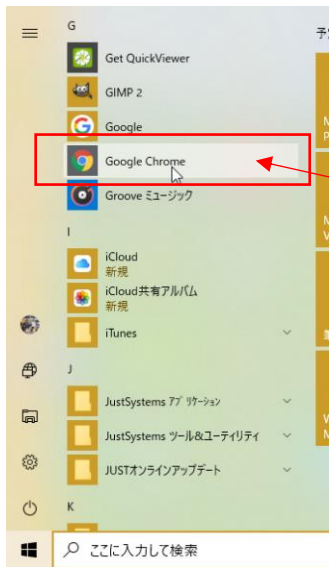 G
予
Get QuickViewer
GIMP 2
Google
Google Chrome
Groove ミュージック
I
iCloud
新規
iCloud共有アルバム
新規
iTunes
J
JustSystems アプリケーション
JustSystems ツール&ユーティリティ
JUSTオンラインアップデート
K
ここに入力して検索